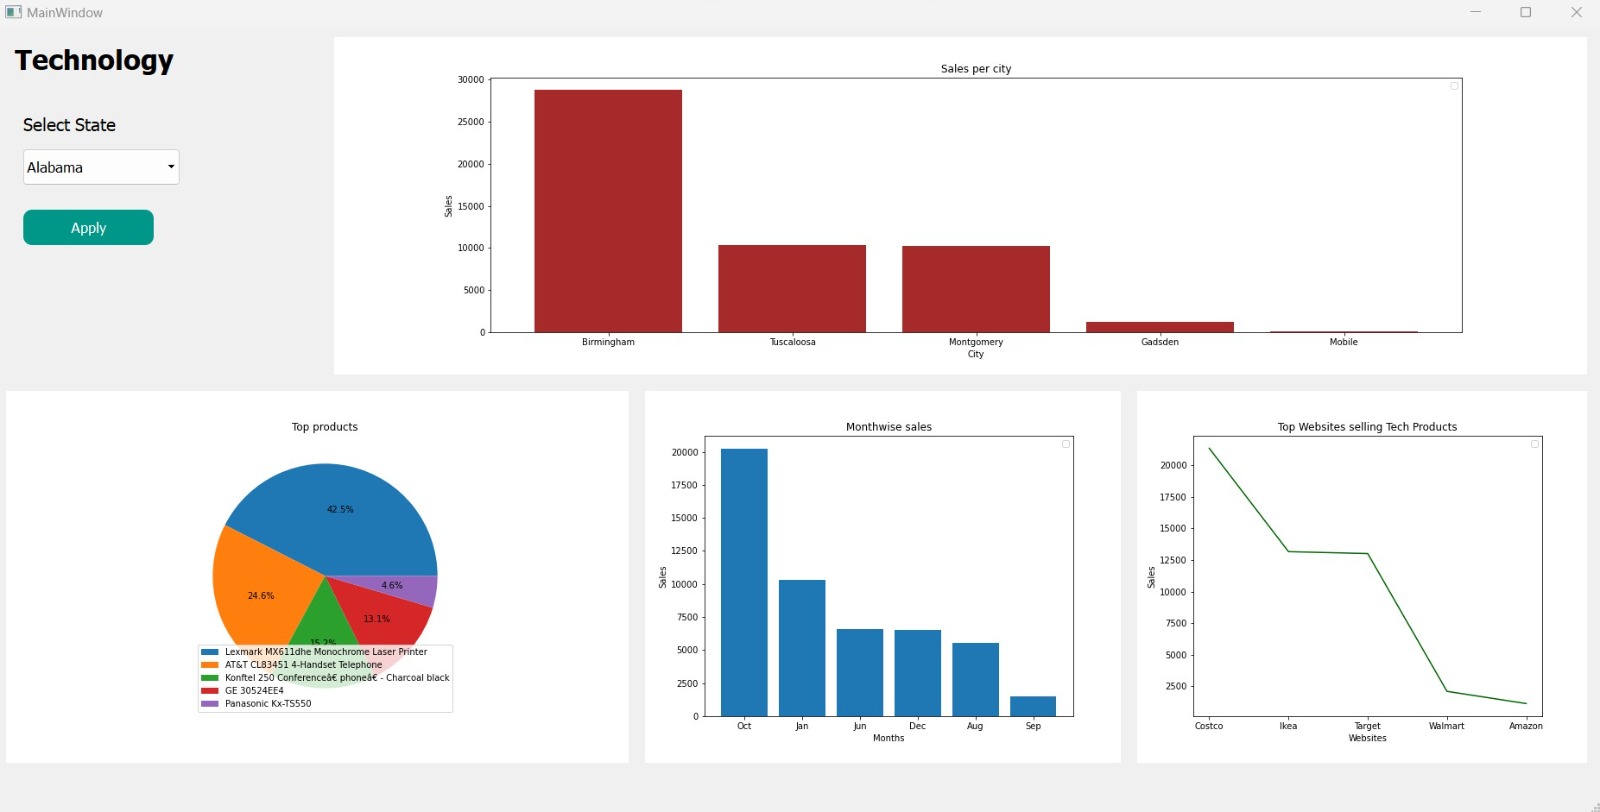 MainWindow
Technology
Select State
Alabama
Apply
Sales per city
30000
25000
20000
15000
10000
5000
0
Sales
Birmingham Tuscaloosa Montgomery Gadsden Mobile
City
Top products
42.5%
24.6%
15.2%
13.1%
4.6%
Lexmark MX611dhe Monochrome Laser Printer
AT&T CL83451 4-Handset Telephone
Konftel 250 Conferenceâ€ phoneâ€ - Charcoal black
GE 30524EE4
Panasonic Kx-TS550
Monthwise sales
20000
17500
15000
12500
10000
7500
5000
2500
0
Sales
Oct Jan Jun Dec Aug Sep
Months
Top Websites selling Tech Products
20000
17500
15000
12500
10000
7500
5000
2500
Sales
Costco Ikea Target Walmart Amazon
Websites